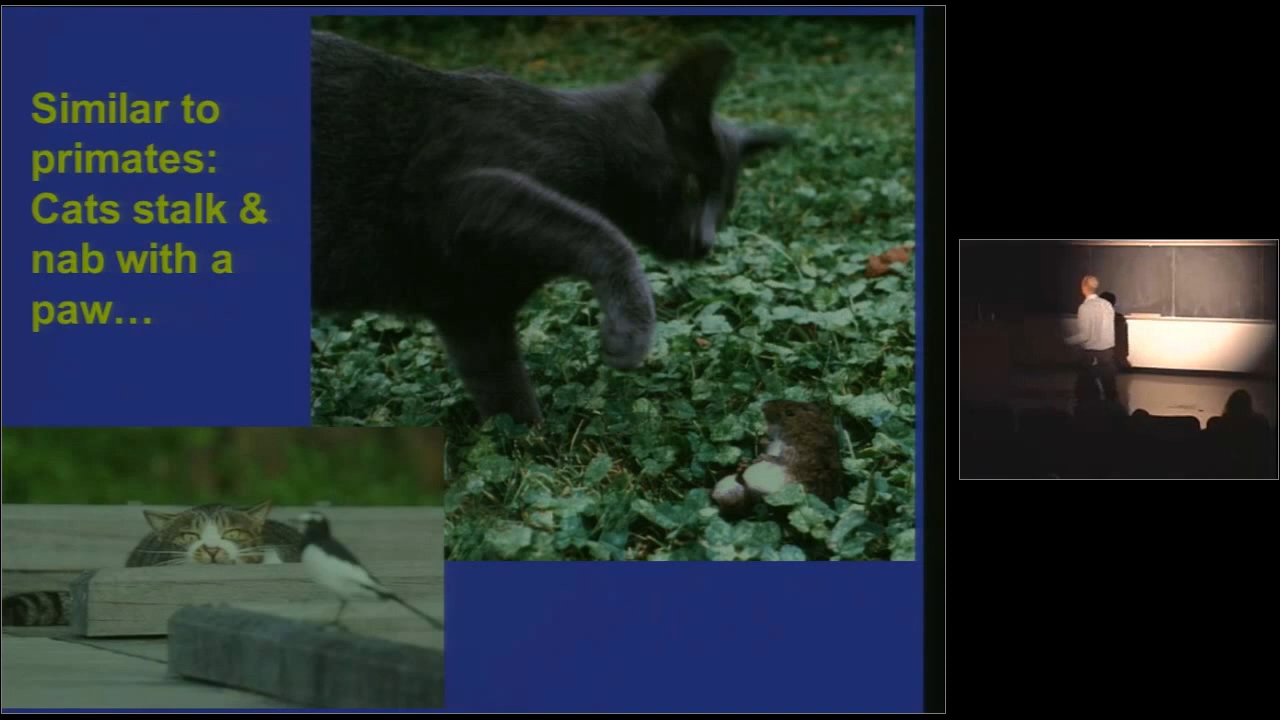 Similar to
primates:
Cats stalk &
nab with a
paw…